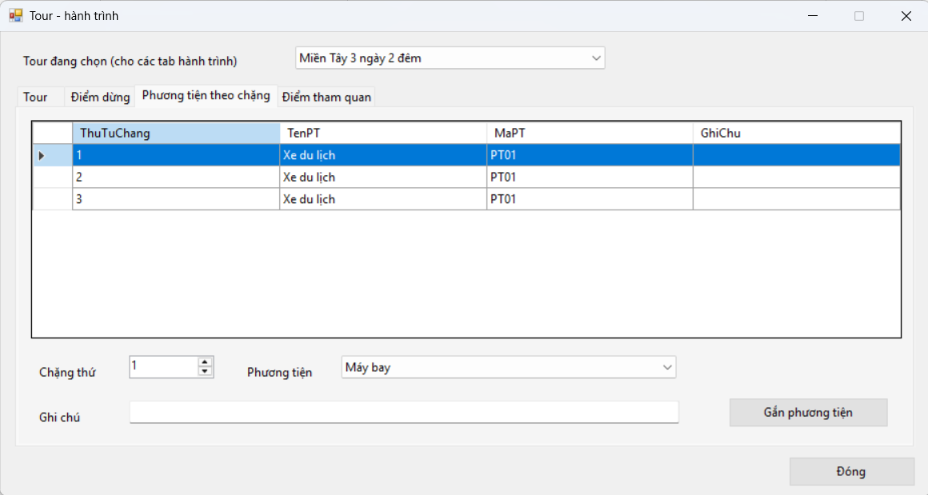 Tour - hành trình
Tour đang chọn (cho các tab hành trình) Miền Tây 3 ngày 2 đêm
Tour Điểm dừng Phương tiện theo chặng Điểm tham quan
ThuTuChang TenPT MaPT GhiChu
1 Xe du lịch PT01
2 Xe du lịch PT01
3 Xe du lịch PT01
Chặng thứ 1 Phương tiện Máy bay
Ghi chú Gắn phương tiện
Đóng